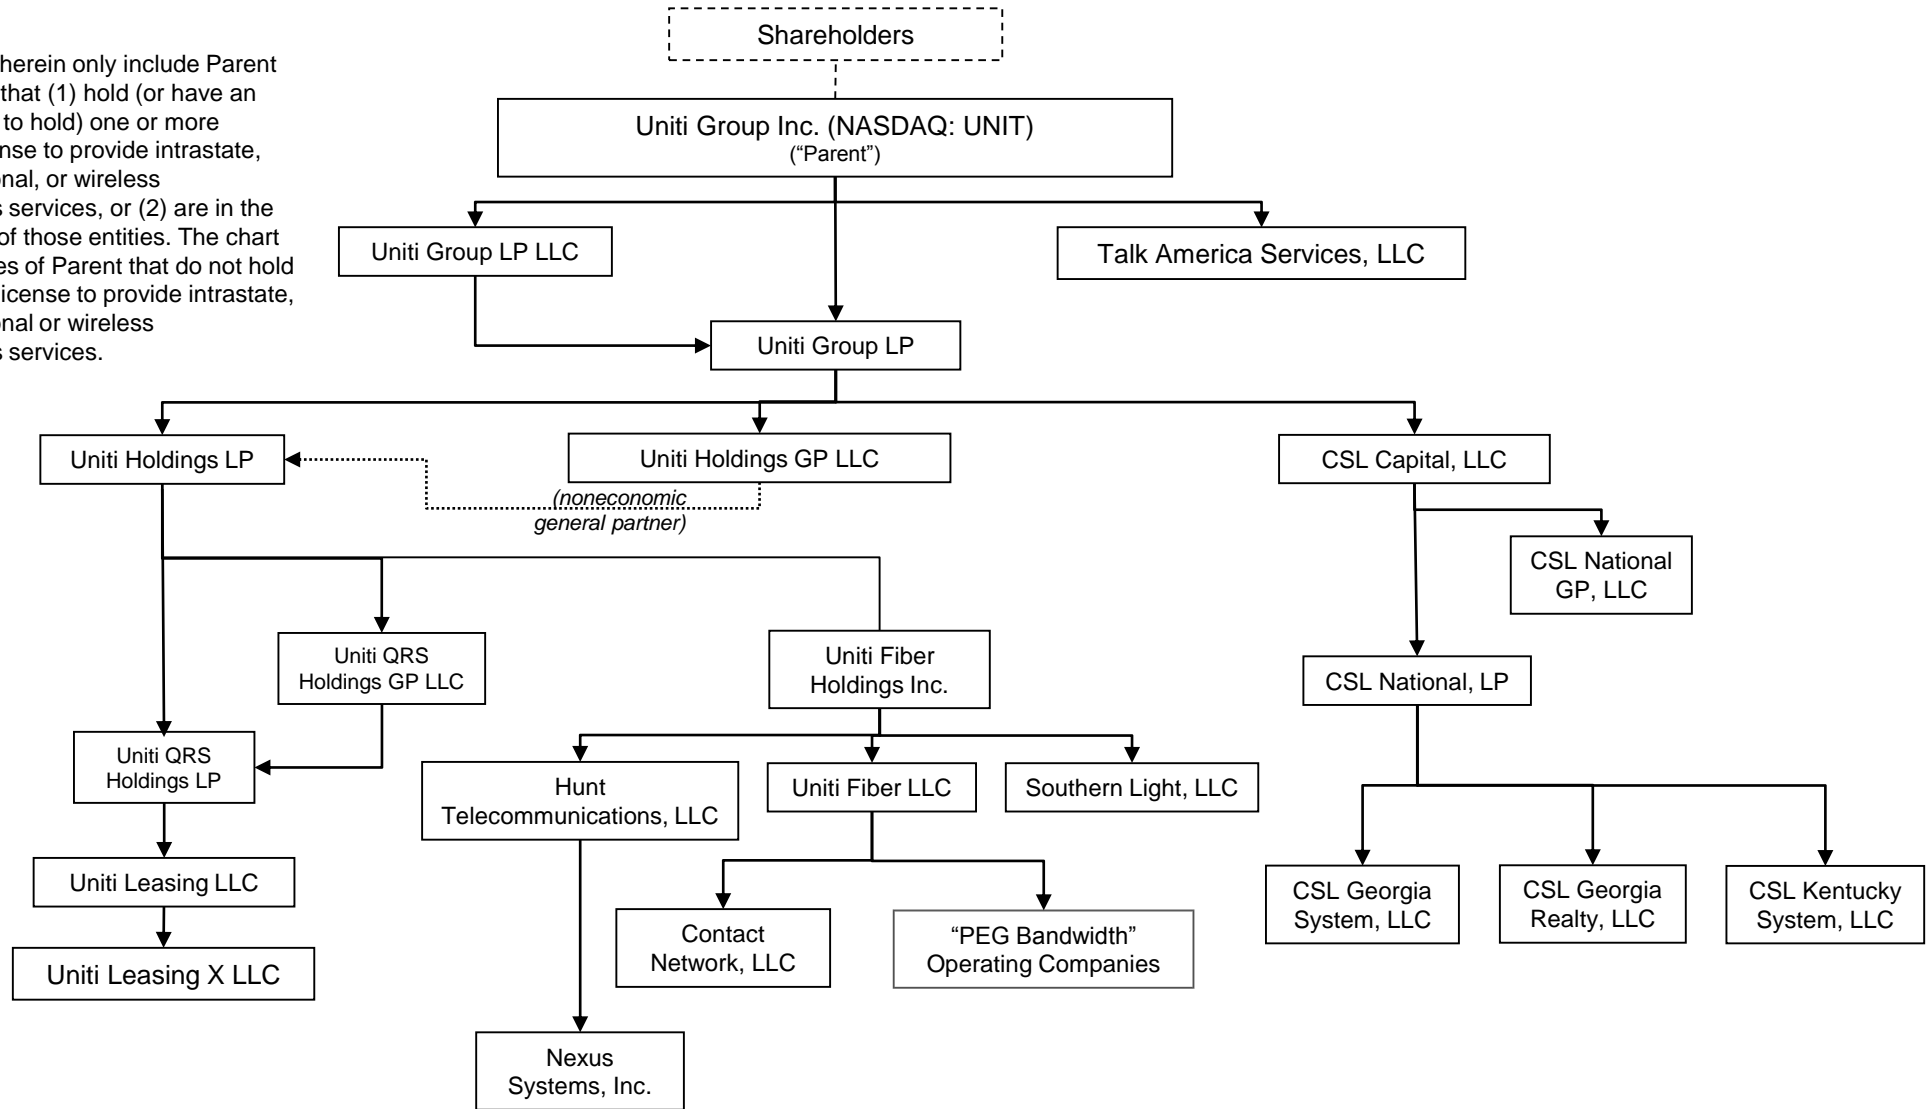 Shareholders
herein only include Parent
that (1) hold (or have an
to hold) one or more
nse to provide intrastate,
onal, or wireless
s services, or (2) are in the
of those entities. The chart
es of Parent that do not hold
license to provide intrastate,
onal or wireless
s services.
Uniti Group Inc. (NASDAQ: UNIT)
(“Parent”)
Uniti Group LP LLC
Talk America Services, LLC
Uniti Group LP
Uniti Holdings LP
Uniti Holdings GP LLC
CSL Capital, LLC
(noneconomic
general partner)
CSL National
GP, LLC
Uniti QRS
Holdings GP LLC
Uniti Fiber
Holdings Inc.
CSL National, LP
Uniti QRS
Holdings LP
Hunt
Telecommunications, LLC
Uniti Fiber LLC
Southern Light, LLC
Uniti Leasing LLC
CSL Georgia
System, LLC
CSL Georgia
Realty, LLC
CSL Kentucky
System, LLC
Contact
Network, LLC
“PEG Bandwidth”
Operating Companies
Uniti Leasing X LLC
Nexus
Systems, Inc.